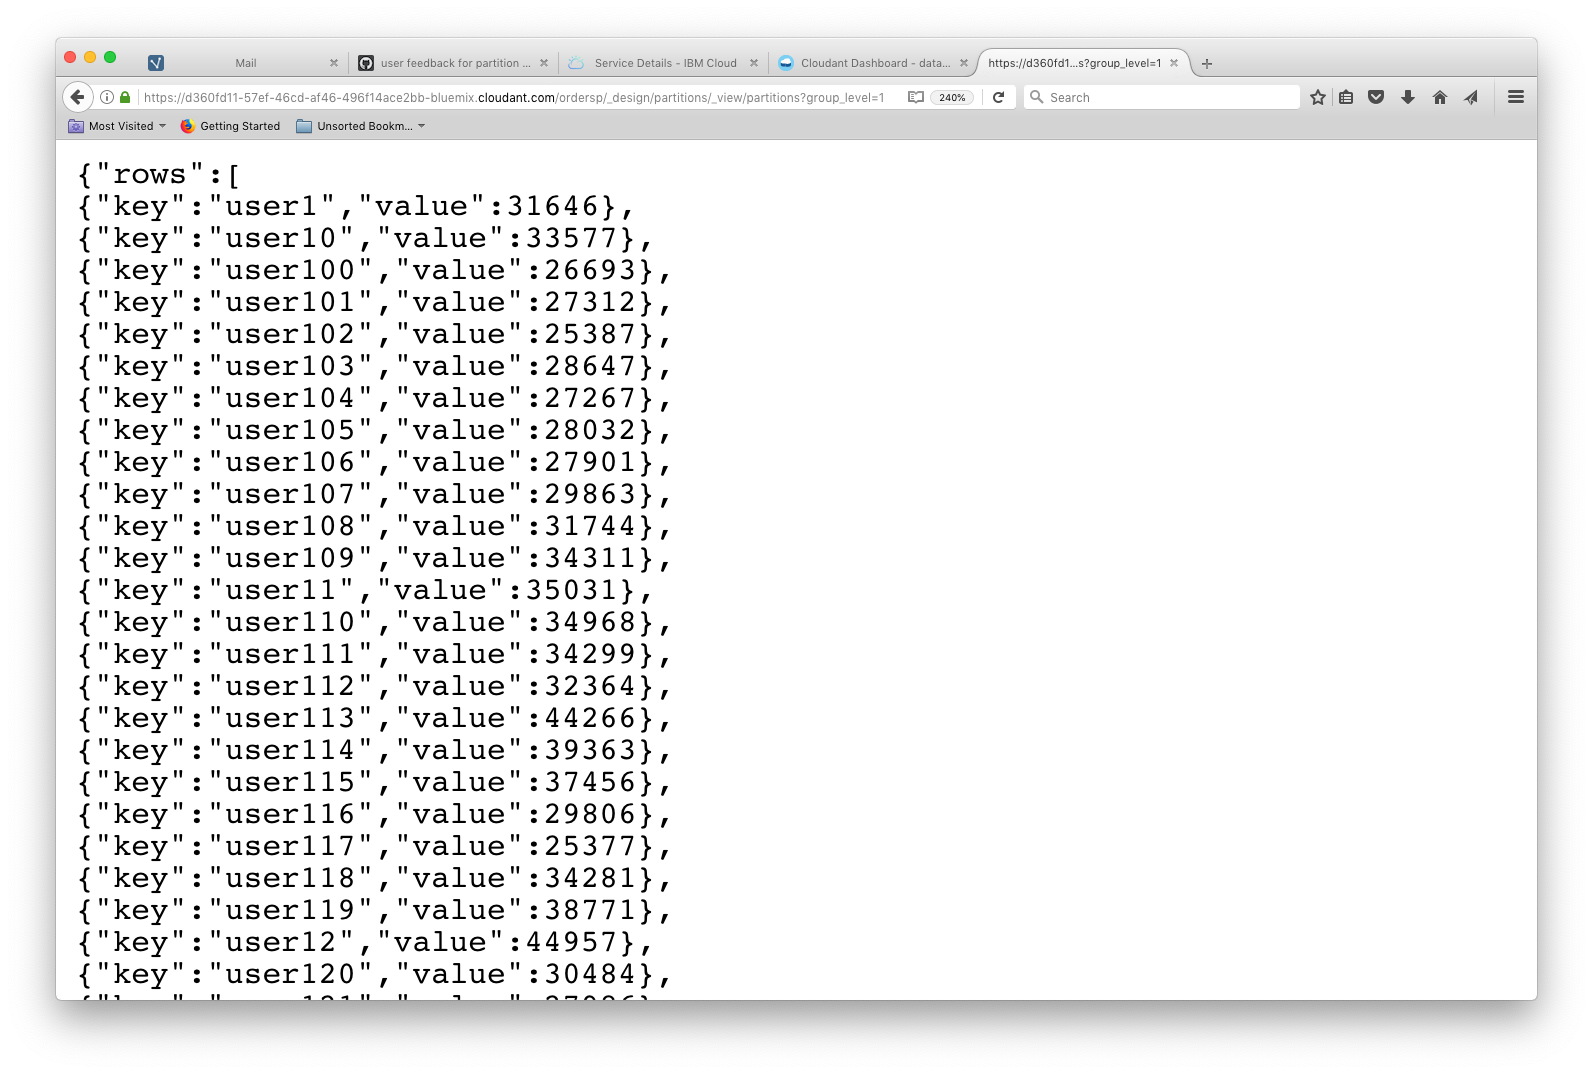 Mail
user feedback for partition ...
Service Details - IBM Cloud
Cloudant Dashboard - data...
https://d360fd1...s?group_level=1
https://d360fd11-57ef-46cd-af46-496f14ace2bb-bluemix.cloudant.com/ordersp/_design/partitions/_view/partitions?group_level=1
240%
Search
Most Visited
Getting Started
Unsorted Bookm...
{"rows":[
{"key":"user1","value":31646},
{"key":"user10","value":33577},
{"key":"user100","value":26693},
{"key":"user101","value":27312},
{"key":"user102","value":25387},
{"key":"user103","value":28647},
{"key":"user104","value":27267},
{"key":"user105","value":28032},
{"key":"user106","value":27901},
{"key":"user107","value":29863},
{"key":"user108","value":31744},
{"key":"user109","value":34311},
{"key":"user11","value":35031},
{"key":"user110","value":34968},
{"key":"user111","value":34299},
{"key":"user112","value":32364},
{"key":"user113","value":44266},
{"key":"user114","value":39363},
{"key":"user115","value":37456},
{"key":"user116","value":29806},
{"key":"user117","value":25377},
{"key":"user118","value":34281},
{"key":"user119","value":38771},
{"key":"user12","value":44957},
{"key":"user120","value":30484},